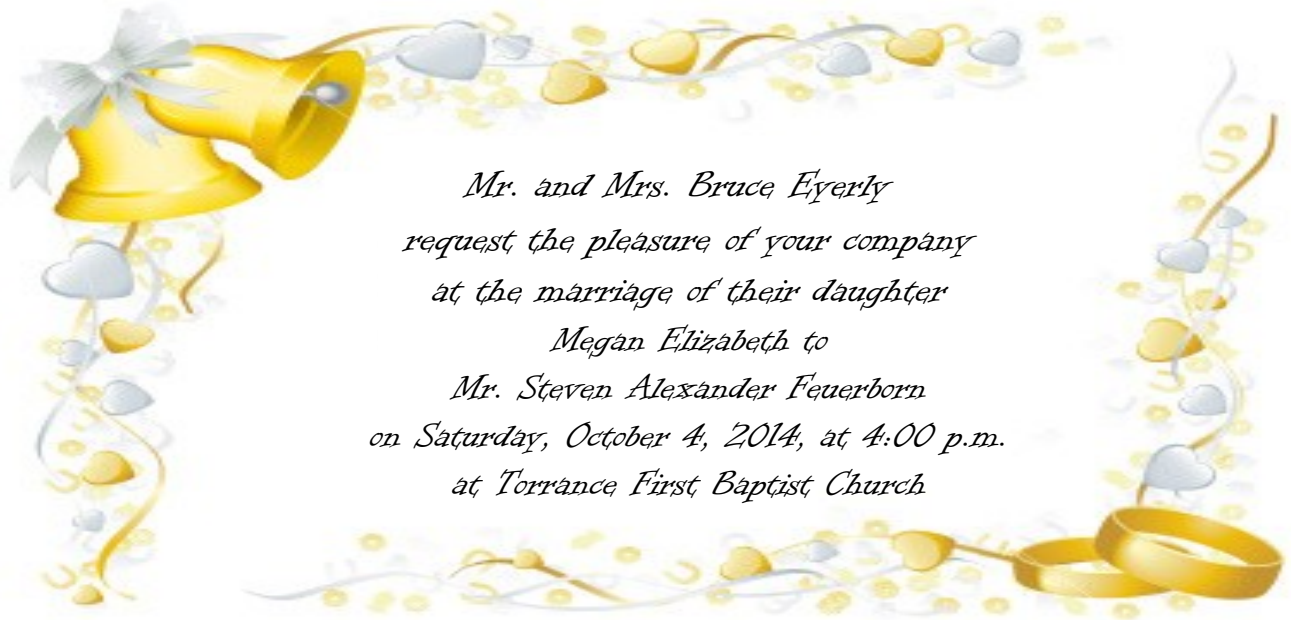 Mr. and Mrs. Bruce Eyerly
request the pleasure of your company
at the marriage of their daughter
Megan Elizabeth to
Mr. Steven Alexander Feuerborn
on Saturday, October 4, 2014, at 4:00 p.m.
at Torrance First Baptist Church